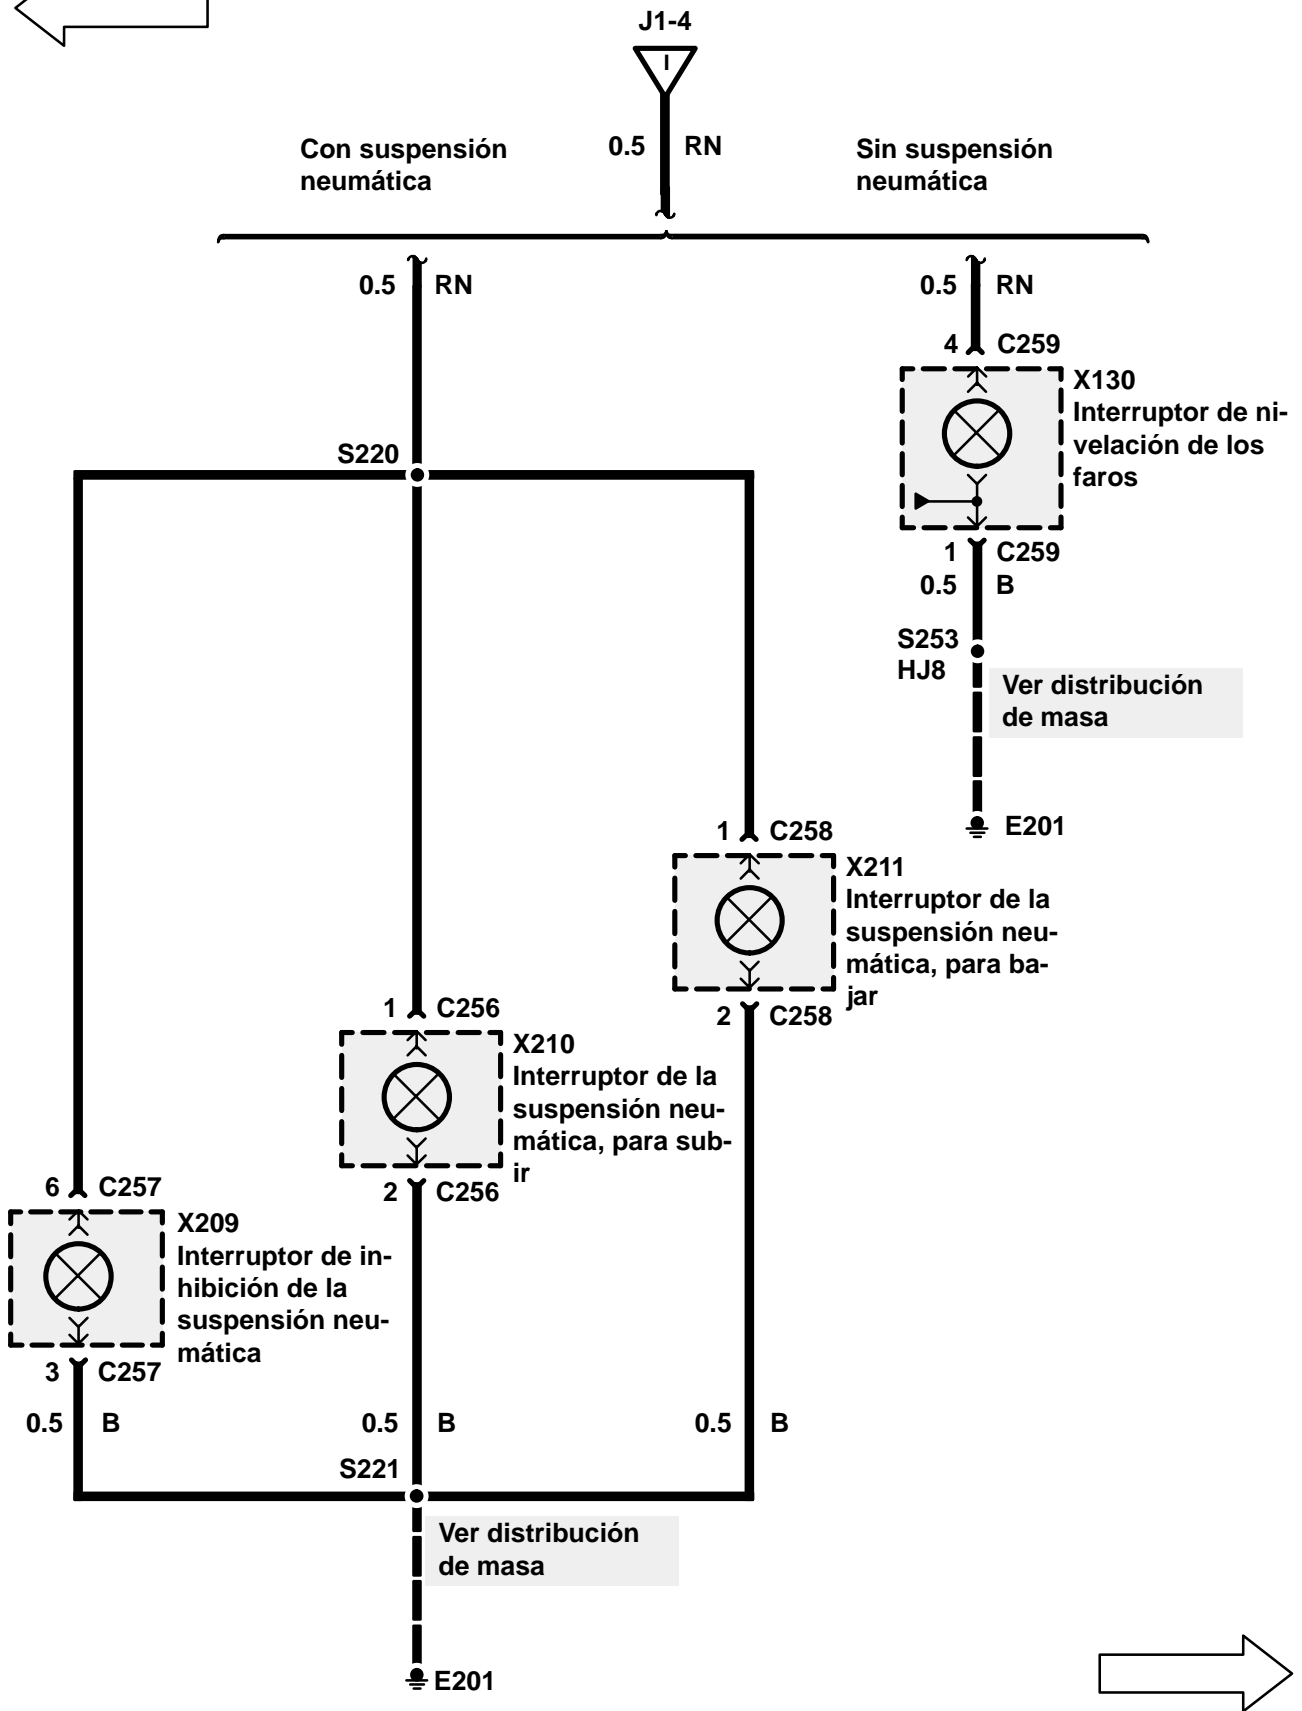 J1-4
I
Con suspensión
neumática
0.5 RN
Sin suspensión
neumática
0.5 RN
0.5 RN
4 C259
X130
Interruptor de ni-
velación de los
faros
S220
1 C259
0.5 B
S253
HJ8
Ver distribución
de masa
E201
1 C258
X211
Interruptor de la
suspensión neu-
mática, para ba-
jar
2 C258
1 C256
X210
Interruptor de la
suspensión neu-
mática, para sub-
ir
2 C256
6 C257
X209
Interruptor de in-
hibición de la
suspensión neu-
mática
3 C257
0.5 B
0.5 B
0.5 B
S221
Ver distribución
de masa
E201